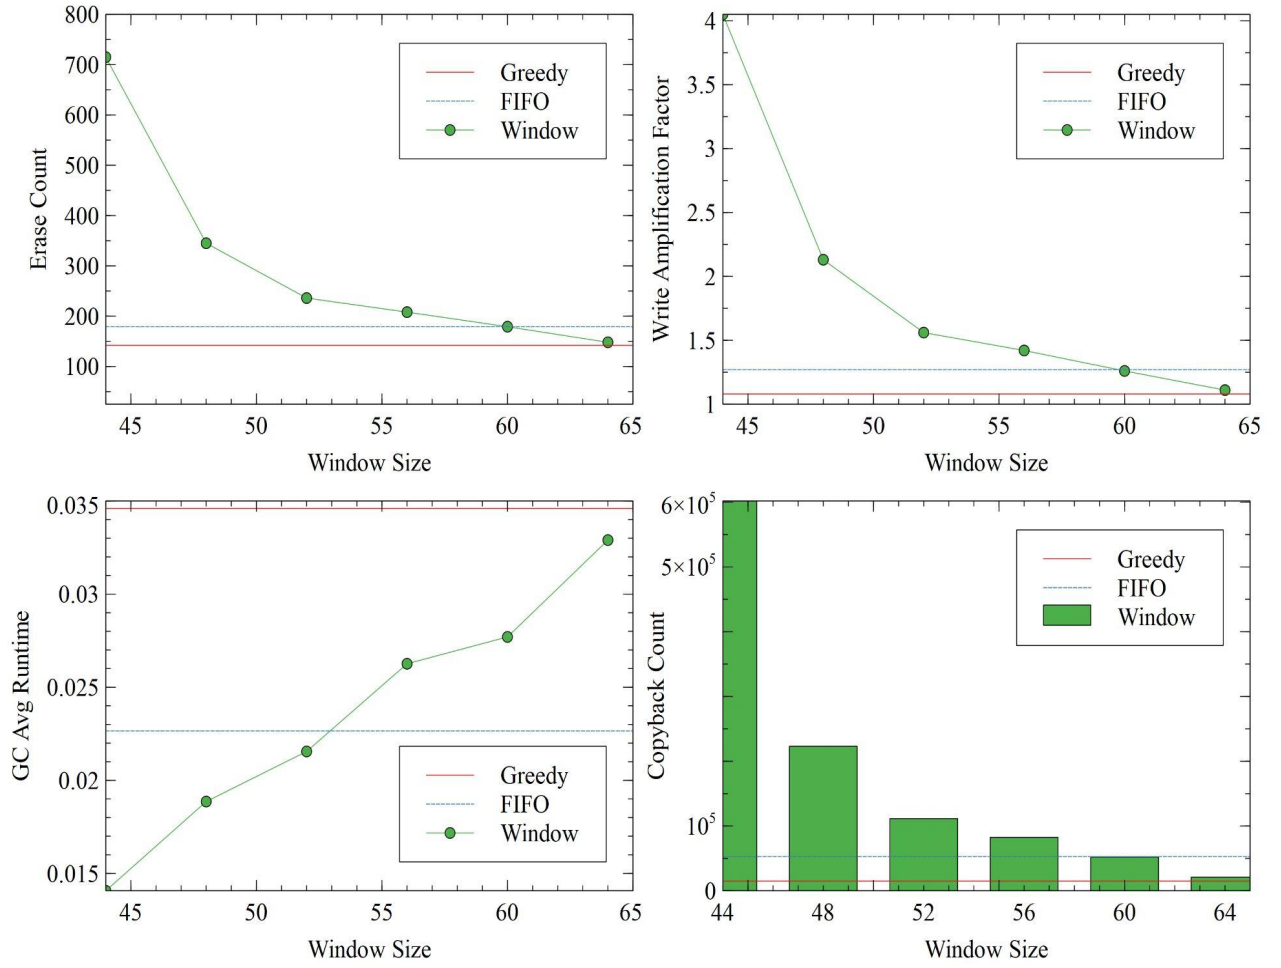 800
700
600
500
400
300
200
100
Erase Count
Greedy
FIFO
Window
45 50 55 60 65
Window Size
4
3.5
3
2.5
2
1.5
1
Write Amplification Factor
Greedy
FIFO
Window
45 50 55 60 65
Window Size
0.035
0.03
0.025
0.02
0.015
GC Avg Runtime
Greedy
FIFO
Window
45 50 55 60 65
Window Size
6×10⁵
5×10⁵
10⁵
0
Copyback Count
Greedy
FIFO
Window
44 48 52 56 60 64
Window Size